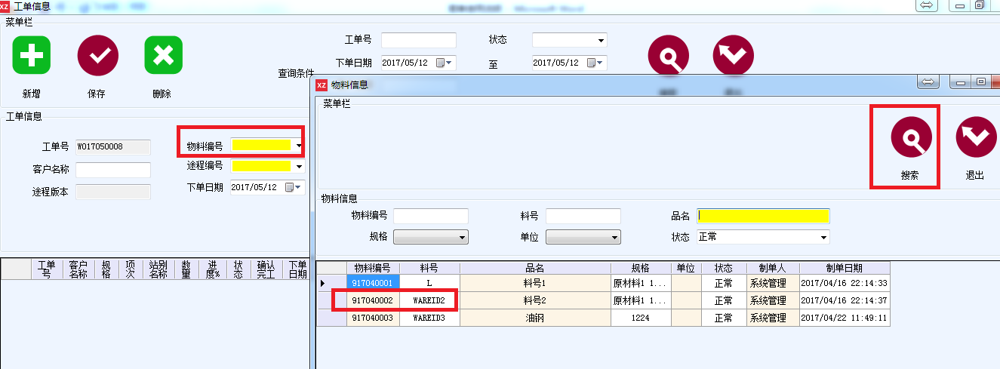 XZ 工单信息
菜单栏
新增
保存
删除
查询条件
工单号
状态
下单日期 2017/05/12
至 2017/05/12
工单信息
工单号 WO17050008
物料编号
客户名称
途程编号
途程版本
下单日期 2017/05/12
工单号 客户名称 规格 项次 站别名称 数量 进度% 状态 确认完工 下单日期
XZ 物料信息
菜单栏
搜索
退出
物料信息
物料编号 料号 品名
规格 单位 状态 正常
物料编号 料号 品名 规格 单位 状态 制单人 制单日期
917040001 L 料号1 原材料1 1... 正常 系统管理 2017/04/16 22:14:33
917040002 WAREID2 料号2 原材料1 1... 正常 系统管理 2017/04/16 22:14:37
917040003 WAREID3 油钢 1224 正常 系统管理 2017/04/22 11:49:11